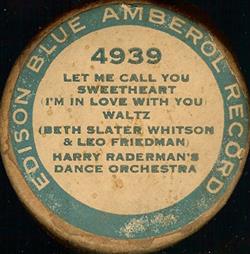 EDISON BLUE AMBEROL RECORD
4939
LET ME CALL YOU
SWEETHEART
(I'M IN LOVE WITH YOU)
WALTZ
(BETH SLATER WHITSON
& LEO FRIEDMAN)
HARRY RADERMAN'S
DANCE ORCHESTRA